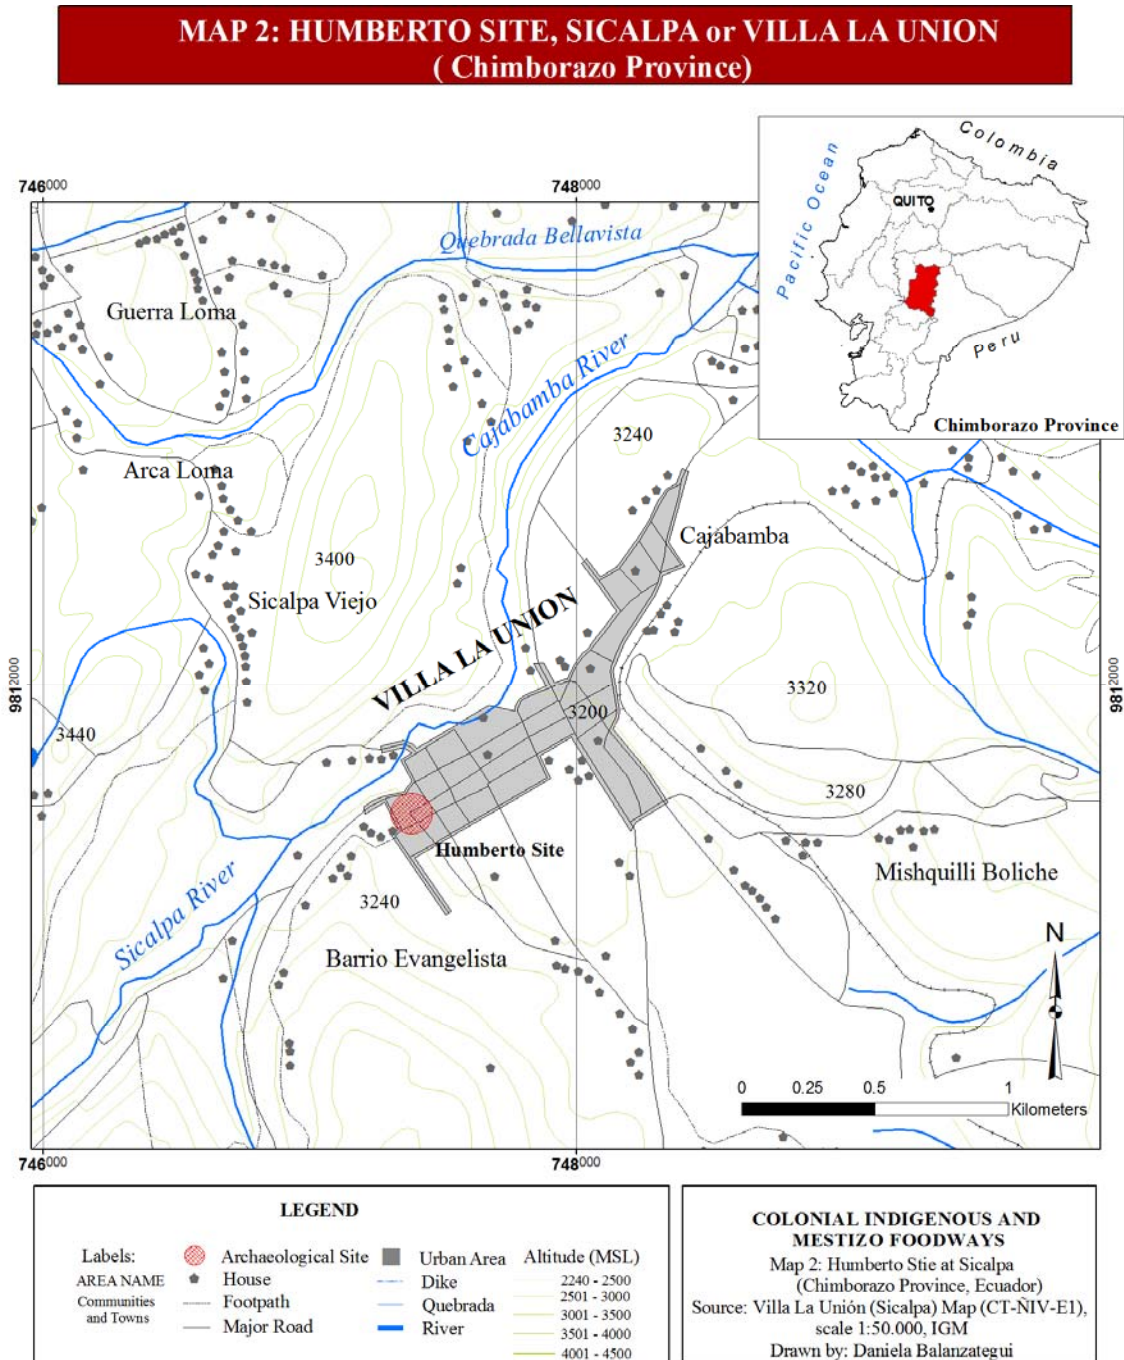 MAP 2: HUMBERTO SITE, SICALPA or VILLA LA UNION
( Chimborazo Province)
Colombia
Pacific Ocean
QUITO
Peru
Chimborazo Province
746000
748000
Quebrada Bellavista
Guerra Loma
Cajabamba River
3240
Arca Loma
Cajabamba
3400
Sicalpa Viejo
VILLA LA UNION
9812000
9812000
3320
3200
3440
3280
Humberto Site
Mishquilli Boliche
Sicalpa River
3240
Barrio Evangelista
N
0 0.25 0.5 1
Kilometers
746000
748000
LEGEND
Labels:
AREA NAME
Communities
and Towns
Archaeological Site
House
Footpath
Major Road
Urban Area
Dike
Quebrada
River
Altitude (MSL)
2240 - 2500
2501 - 3000
3001 - 3500
3501 - 4000
4001 - 4500
COLONIAL INDIGENOUS AND
MESTIZO FOODWAYS
Map 2: Humberto Stie at Sicalpa
(Chimborazo Province, Ecuador)
Source: Villa La Unión (Sicalpa) Map (CT-ÑIV-E1),
scale 1:50.000, IGM
Drawn by: Daniela Balanzategui